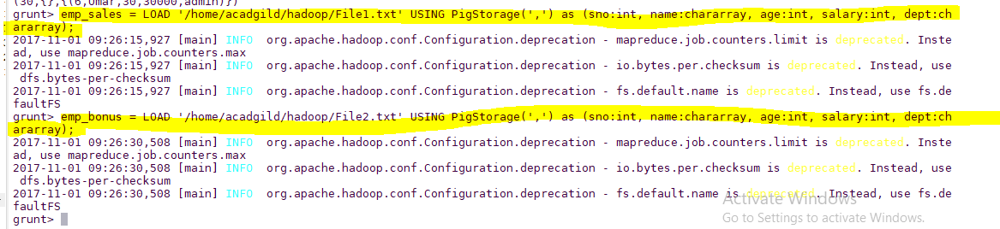 (30,{},{(6,Omar,30,30000,admin)})
grunt> emp_sales = LOAD '/home/acadgild/hadoop/File1.txt' USING PigStorage(',') as (sno:int, name:chararray, age:int, salary:int, dept:ch
ararray);
2017-11-01 09:26:15,927 [main] INFO  org.apache.hadoop.conf.Configuration.deprecation - mapreduce.job.counters.limit is deprecated. Inste
ad, use mapreduce.job.counters.max
2017-11-01 09:26:15,927 [main] INFO  org.apache.hadoop.conf.Configuration.deprecation - io.bytes.per.checksum is deprecated. Instead, use
 dfs.bytes-per-checksum
2017-11-01 09:26:15,927 [main] INFO  org.apache.hadoop.conf.Configuration.deprecation - fs.default.name is deprecated. Instead, use fs.de
faultFS
grunt> emp_bonus = LOAD '/home/acadgild/hadoop/File2.txt' USING PigStorage(',') as (sno:int, name:chararray, age:int, salary:int, dept:ch
ararray);
2017-11-01 09:26:30,508 [main] INFO  org.apache.hadoop.conf.Configuration.deprecation - mapreduce.job.counters.limit is deprecated. Inste
ad, use mapreduce.job.counters.max
2017-11-01 09:26:30,508 [main] INFO  org.apache.hadoop.conf.Configuration.deprecation - io.bytes.per.checksum is deprecated. Instead, use
 dfs.bytes-per-checksum
2017-11-01 09:26:30,508 [main] INFO  org.apache.hadoop.conf.Configuration.deprecation - fs.default.name is deprecated. Instead, use fs.de
faultFS
grunt>
Activate Windows
Go to Settings to activate Windows.